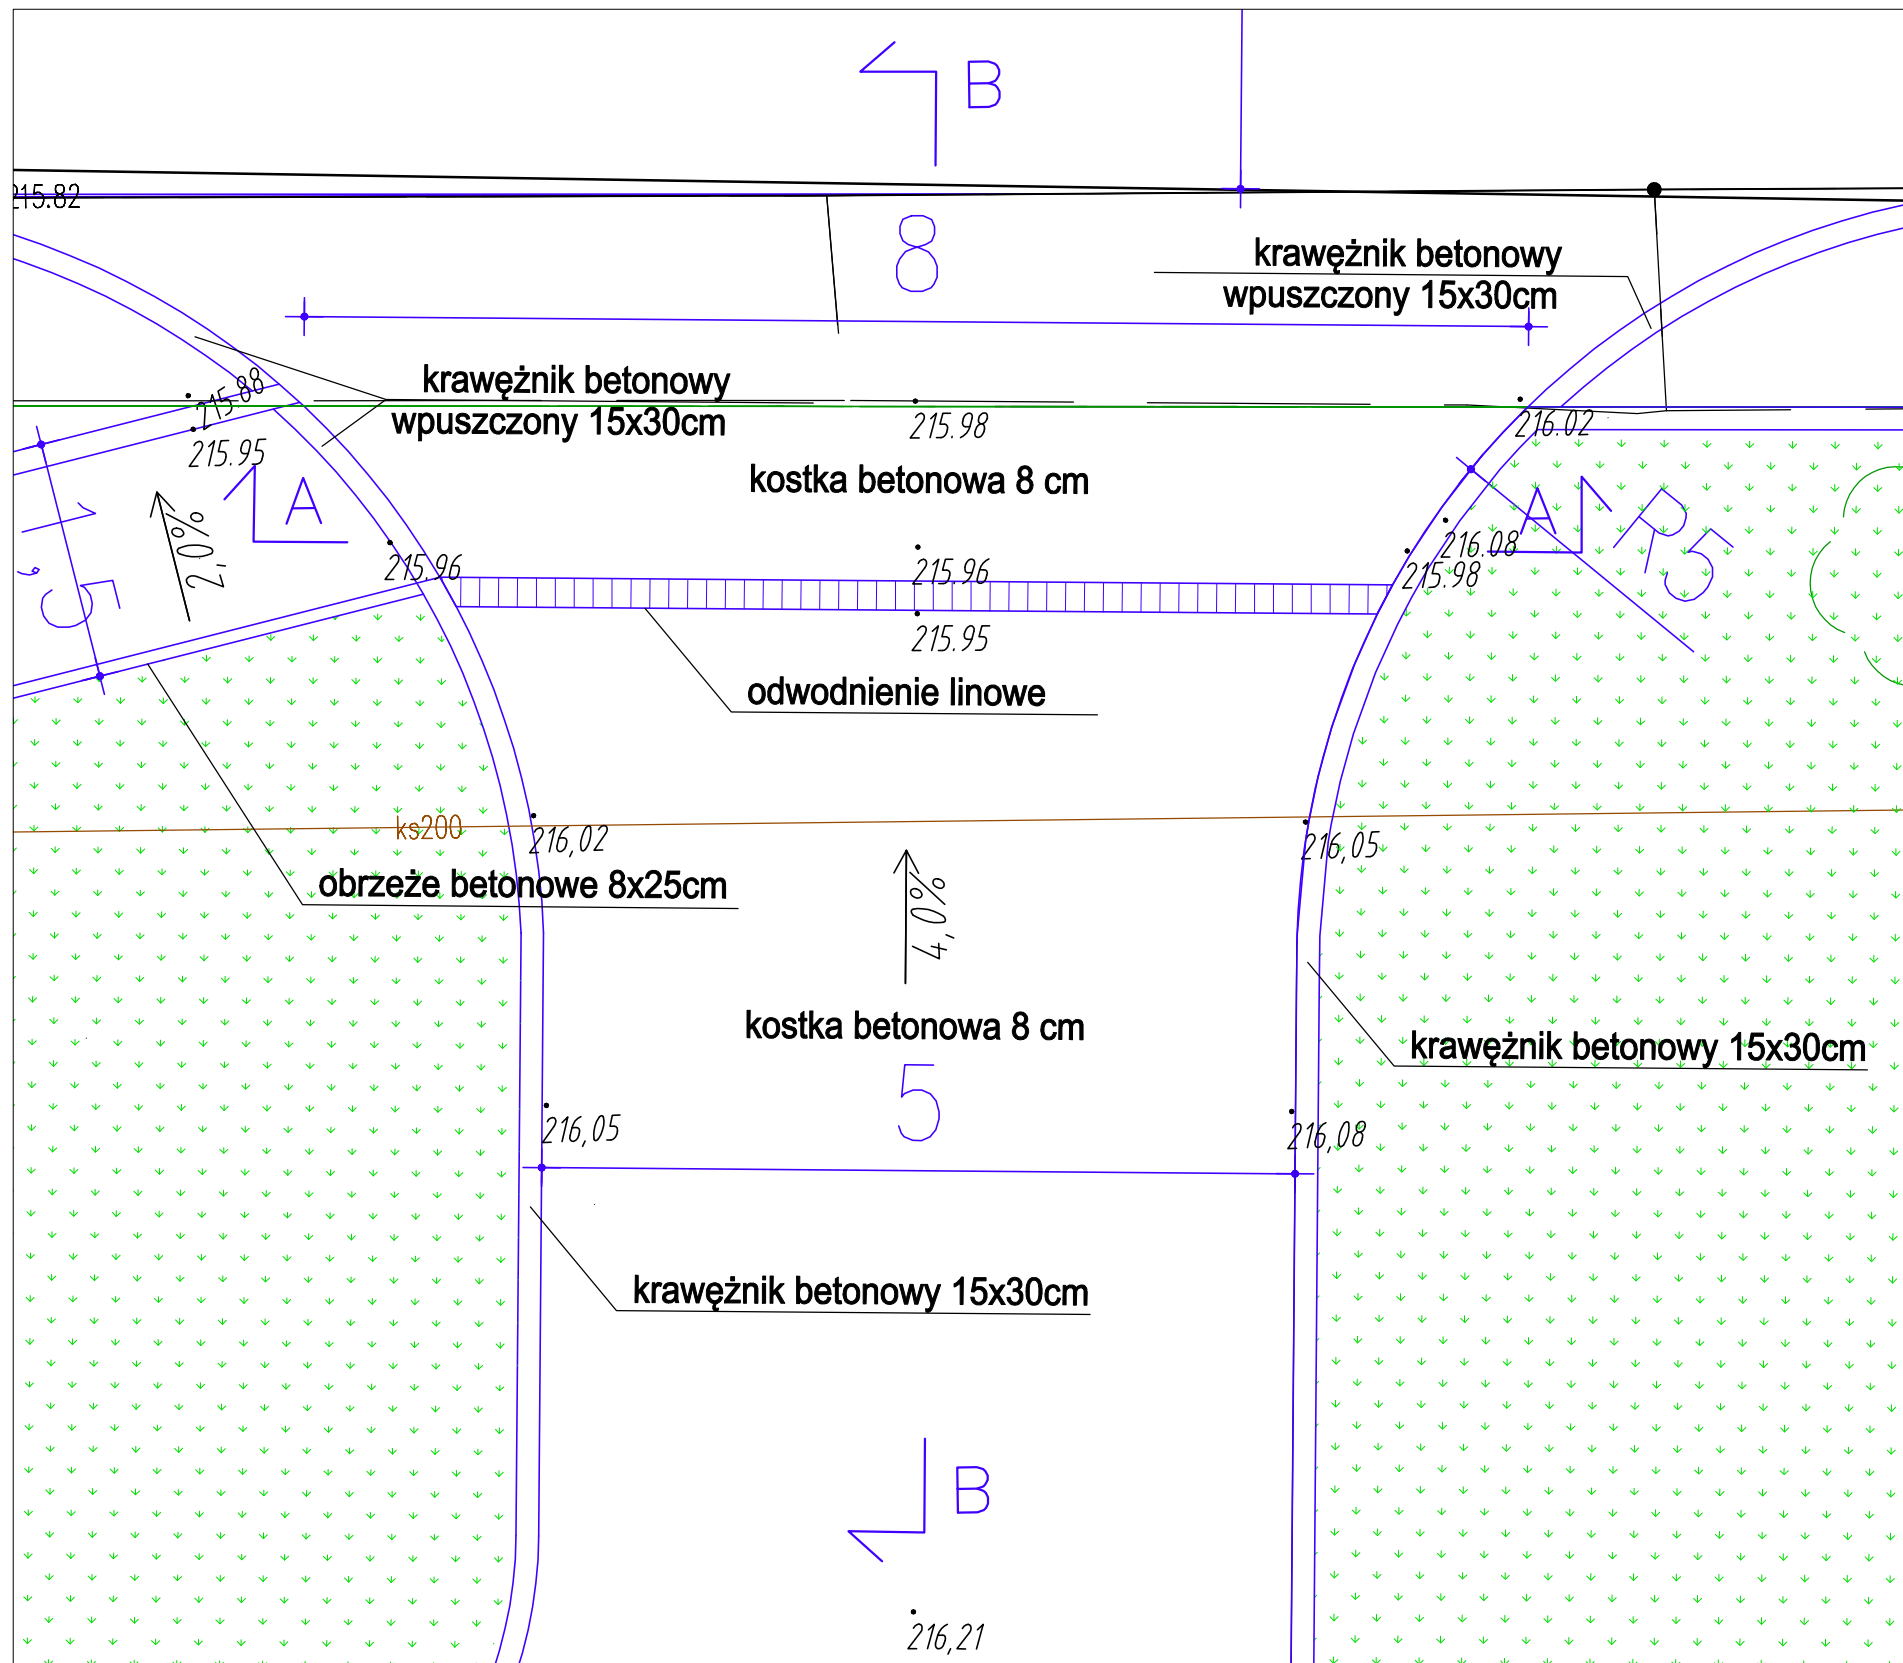 B
215.82
8
krawężnik betonowy
wpuszczony 15x30cm
krawężnik betonowy
wpuszczony 15x30cm
215.88
215.95
215.98
216.02
kostka betonowa 8 cm
A
A
R5
2,0%
1,5
215.96
215.96
216.08
215.98
215.95
odwodnienie linowe
ks200
216,02
216,05
obrzeże betonowe 8x25cm
4,0%
kostka betonowa 8 cm
krawężnik betonowy 15x30cm
5
216,05
216,08
krawężnik betonowy 15x30cm
B
216,21